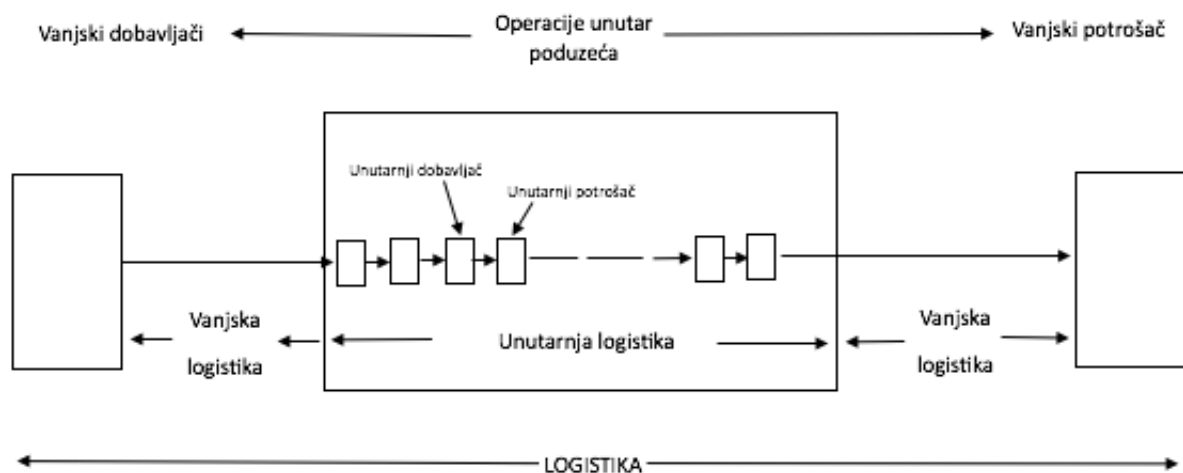 Vanjski dobavljači
Operacije unutar
poduzeća
Vanjski potrošač
Unutarnji dobavljač
Unutarnji potrošač
Vanjska
logistika
Unutarnja logistika
Vanjska
logistika
LOGISTIKA